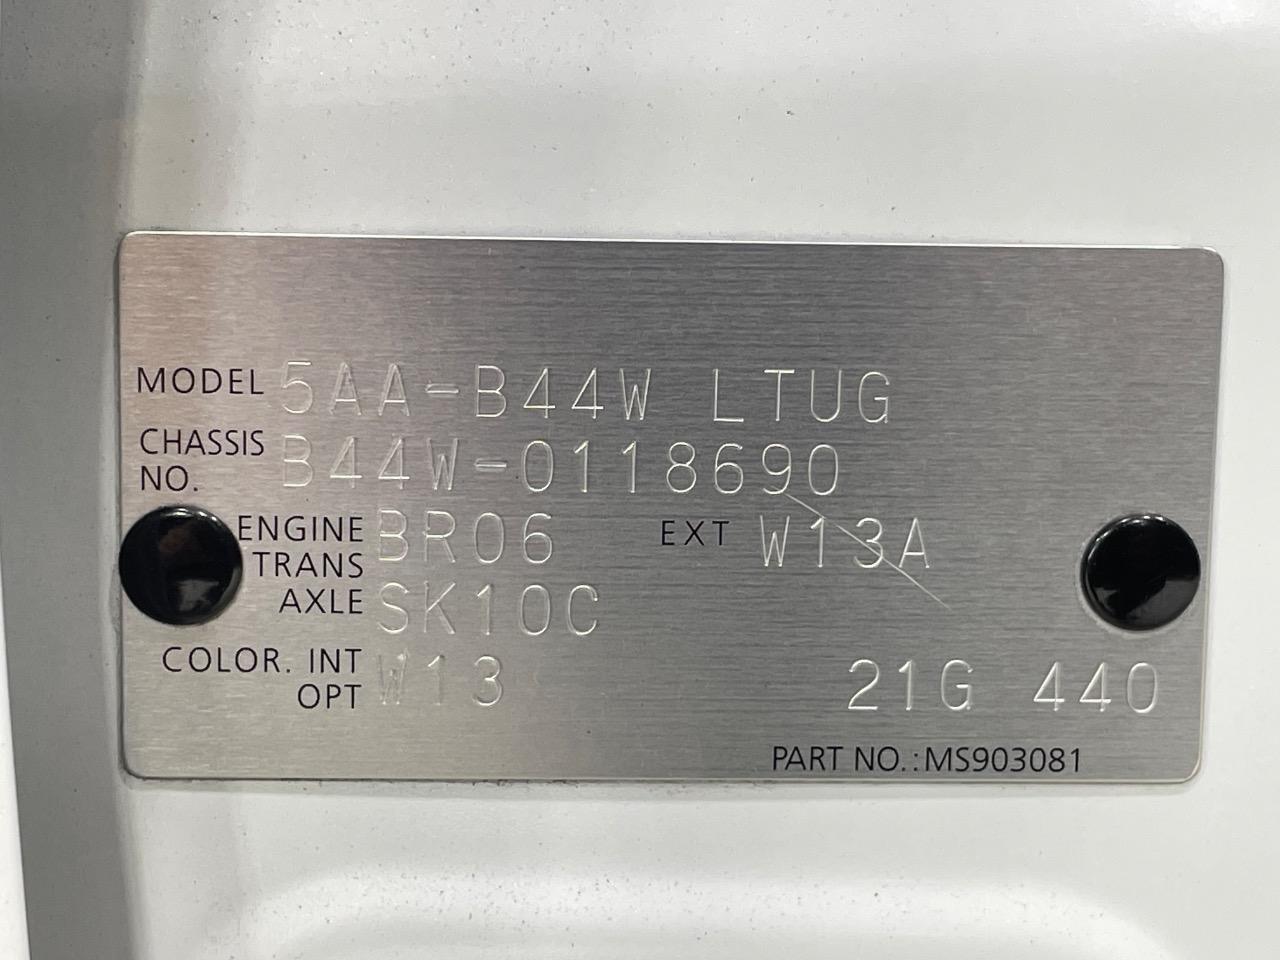 MODEL 5AA-B44W LTUG
CHASSIS NO. B44W-0118690
ENGINE BR06 EXT W13A
TRANS AXLE SK10C
COLOR. INT OPT W13 21G 440
PART NO.:MS903081